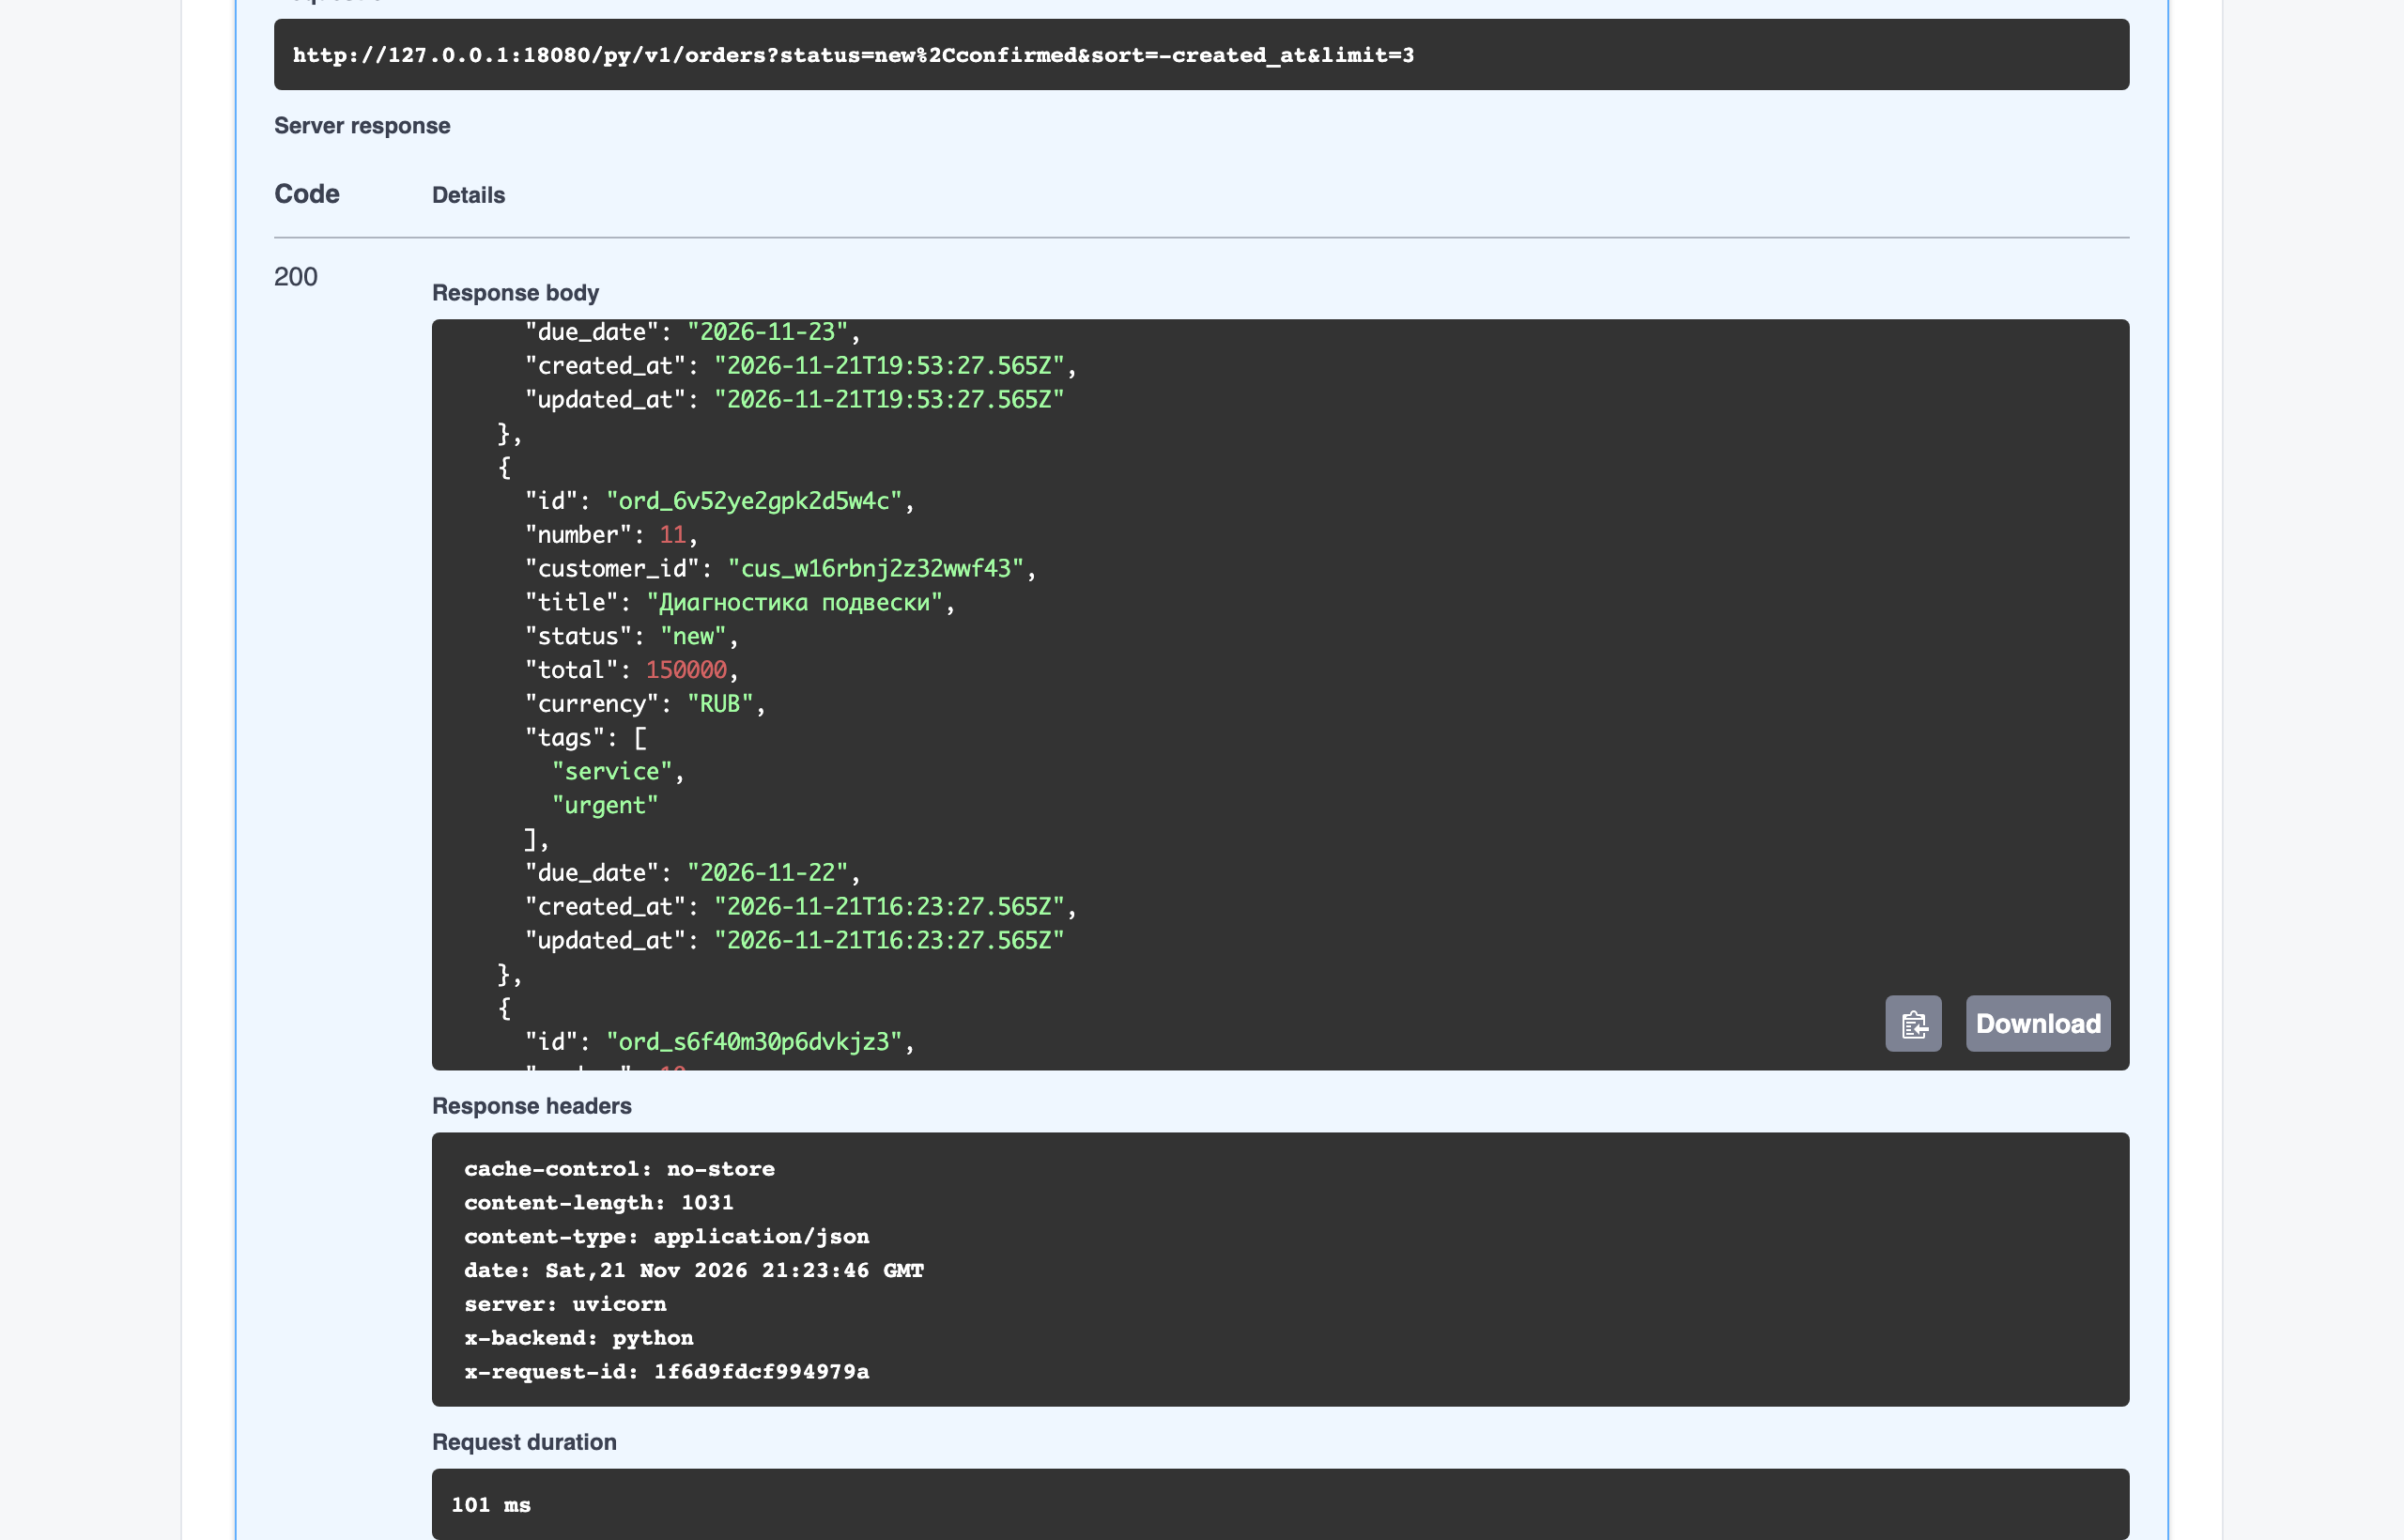 http://127.0.0.1:18080/py/v1/orders?status=new%2Cconfirmed&sort=-created_at&limit=3
Server response
Code Details
200
Response body
"due_date": "2026-11-23",
"created_at": "2026-11-21T19:53:27.565Z",
"updated_at": "2026-11-21T19:53:27.565Z"
},
{
"id": "ord_6v52ye2gpk2d5w4c",
"number": 11,
"customer_id": "cus_w16rbnj2z32wwf43",
"title": "Диагностика подвески",
"status": "new",
"total": 150000,
"currency": "RUB",
"tags": [
"service",
"urgent"
],
"due_date": "2026-11-22",
"created_at": "2026-11-21T16:23:27.565Z",
"updated_at": "2026-11-21T16:23:27.565Z"
},
{
"id": "ord_s6f40m30p6dvkjz3",
Download
Response headers
cache-control: no-store
content-length: 1031
content-type: application/json
date: Sat,21 Nov 2026 21:23:46 GMT
server: uvicorn
x-backend: python
x-request-id: 1f6d9fdcf994979a
Request duration
101 ms